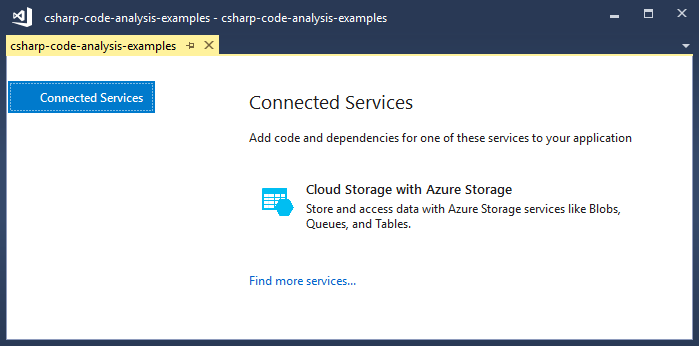 csharp-code-analysis-examples - csharp-code-analysis-examples
csharp-code-analysis-examples
Connected Services
Connected Services
Add code and dependencies for one of these services to your application
Cloud Storage with Azure Storage
Store and access data with Azure Storage services like Blobs,
Queues, and Tables.
Find more services...